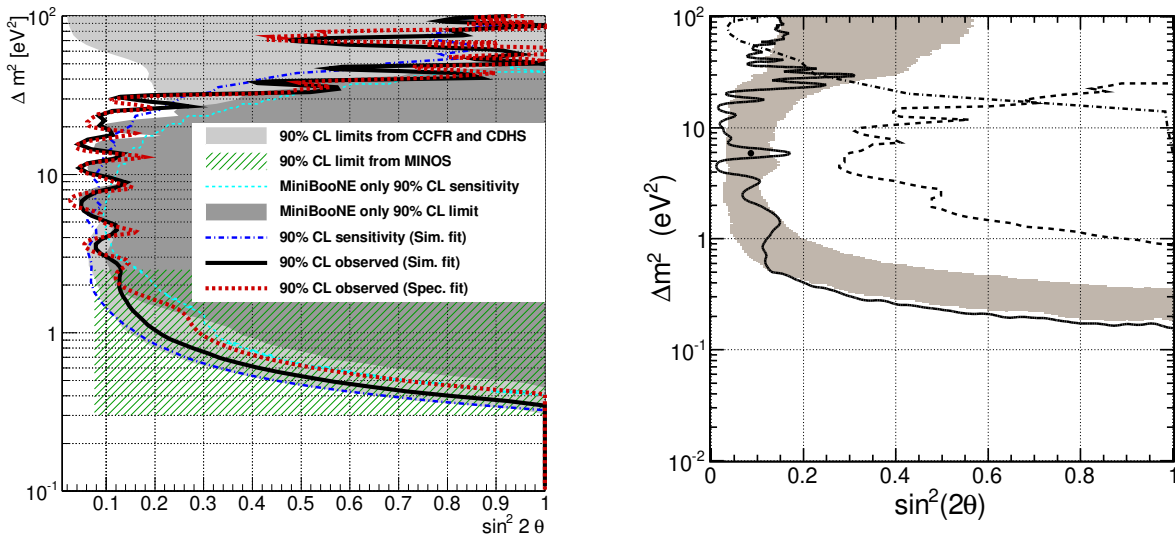 Δ m² [eV²]
10²
10
1
10⁻¹
90% CL limits from CCFR and CDHS
90% CL limit from MINOS
MiniBooNE only 90% CL sensitivity
MiniBooNE only 90% CL limit
90% CL sensitivity (Sim. fit)
90% CL observed (Sim. fit)
90% CL observed (Spec. fit)
0.1 0.2 0.3 0.4 0.5 0.6 0.7 0.8 0.9 1
sin² 2 θ
Δm² (eV²)
10²
10
1
10⁻¹
10⁻²
0 0.2 0.4 0.6 0.8 1
sin²(2θ)